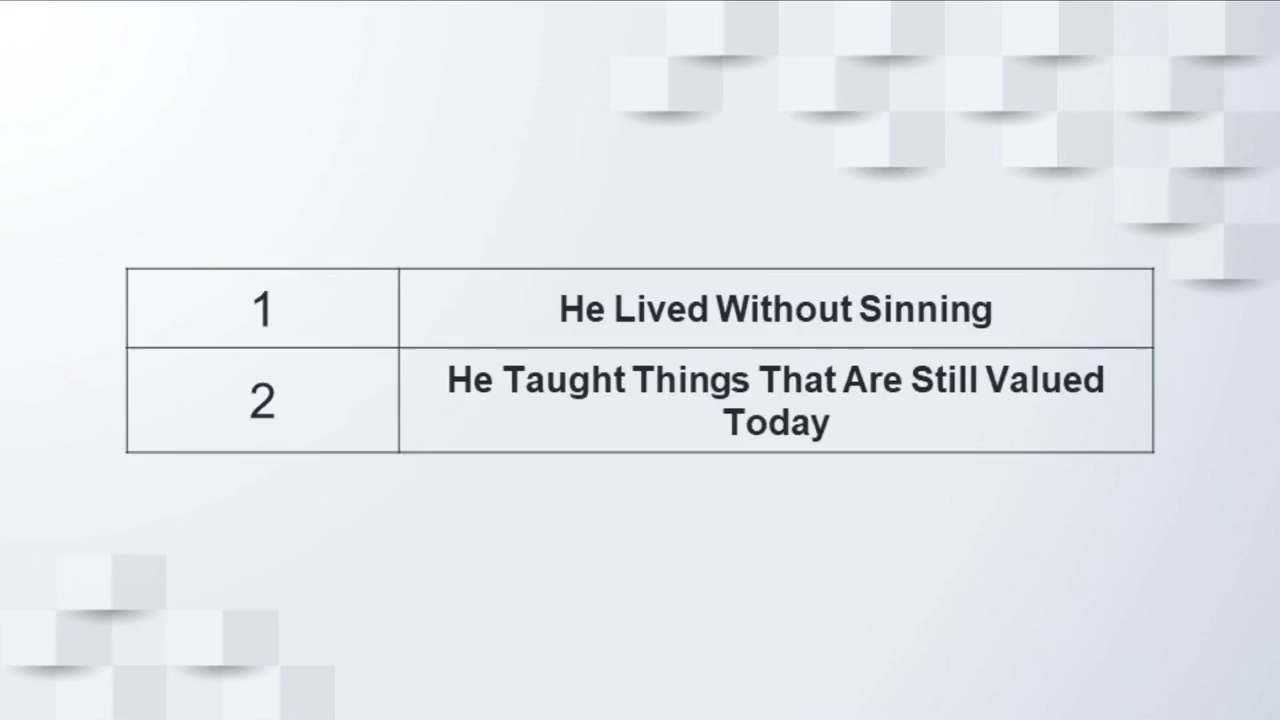 1
He Lived Without Sinning
2
He Taught Things That Are Still Valued
Today